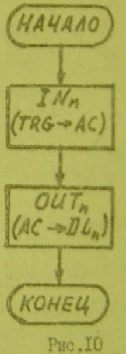 НАЧАЛО
INₙ
(TRG→AC)
OUTₙ
(AC→DLₙ)
КОНЕЦ
Рис.10